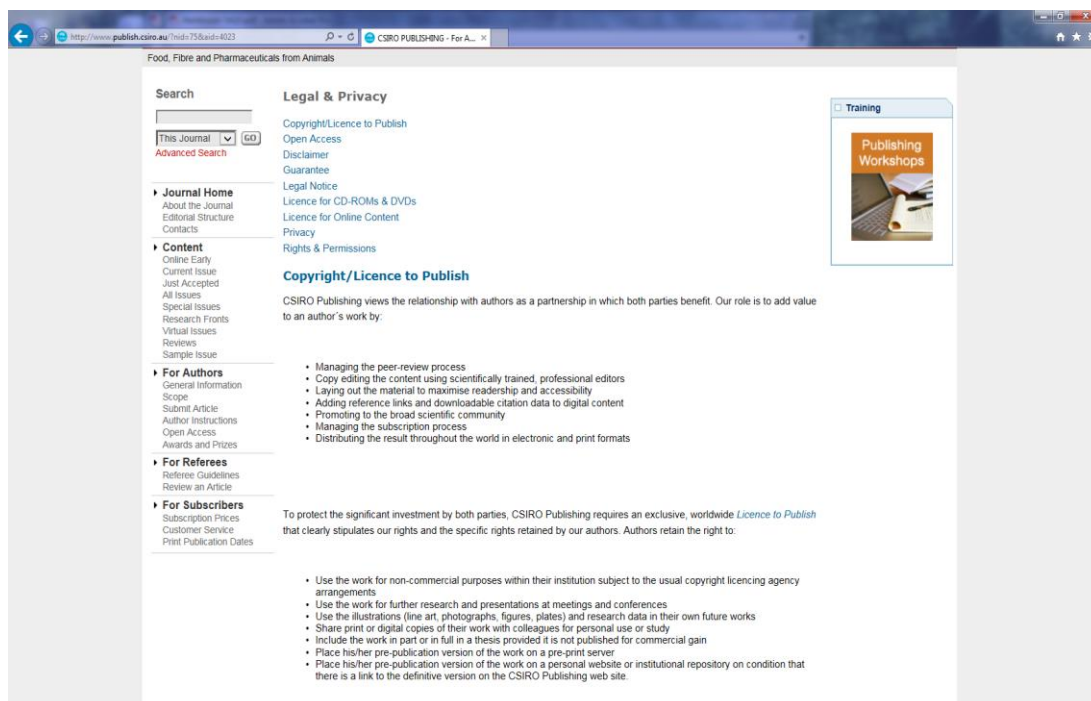 http://www.publish.csiro.au/?nid=75&aid=4023
CSIRO PUBLISHING - For A...
Food, Fibre and Pharmaceuticals from Animals
Search
This Journal
GO
Advanced Search
Journal Home
About the Journal
Editorial Structure
Contacts
Content
Online Early
Current Issue
Just Accepted
All Issues
Special Issues
Research Fronts
Virtual Issues
Reviews
Sample Issue
For Authors
General Information
Scope
Submit Article
Author Instructions
Open Access
Awards and Prizes
For Referees
Referee Guidelines
Review an Article
For Subscribers
Subscription Prices
Customer Service
Print Publication Dates
Legal & Privacy
Copyright/Licence to Publish
Open Access
Disclaimer
Guarantee
Legal Notice
Licence for CD-ROMs & DVDs
Licence for Online Content
Privacy
Rights & Permissions
Copyright/Licence to Publish
CSIRO Publishing views the relationship with authors as a partnership in which both parties benefit. Our role is to add value
to an author´s work by:
• Managing the peer-review process
• Copy editing the content using scientifically trained, professional editors
• Laying out the material to maximise readership and accessibility
• Adding reference links and downloadable citation data to digital content
• Promoting to the broad scientific community
• Managing the subscription process
• Distributing the result throughout the world in electronic and print formats
To protect the significant investment by both parties, CSIRO Publishing requires an exclusive, worldwide Licence to Publish
that clearly stipulates our rights and the specific rights retained by our authors. Authors retain the right to:
• Use the work for non-commercial purposes within their institution subject to the usual copyright licencing agency
arrangements
• Use the work for further research and presentations at meetings and conferences
• Use the illustrations (line art, photographs, figures, plates) and research data in their own future works
• Share print or digital copies of their work with colleagues for personal use or study
• Include the work in part or in full in a thesis provided it is not published for commercial gain
• Place his/her pre-publication version of the work on a pre-print server
• Place his/her pre-publication version of the work on a personal website or institutional repository on condition that
there is a link to the definitive version on the CSIRO Publishing web site.
Training
Publishing
Workshops